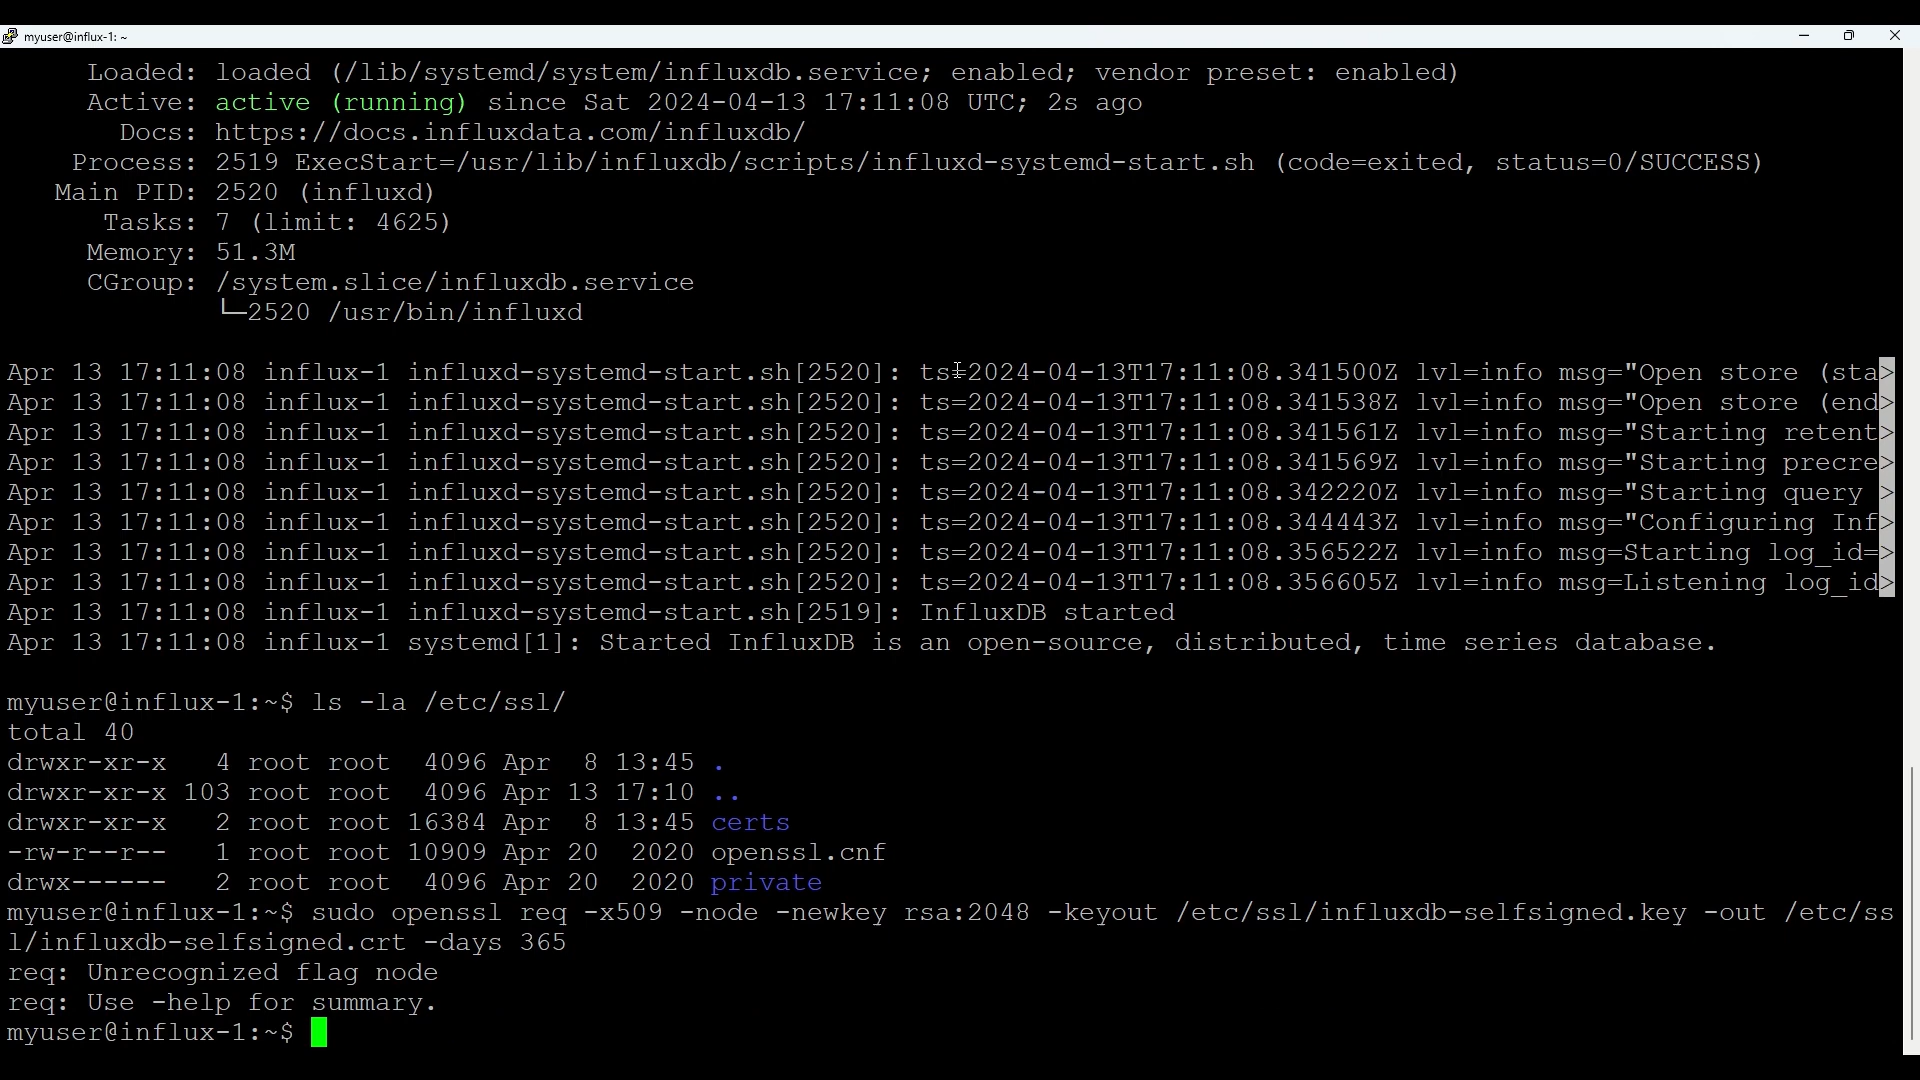 myuser@influx-1: ~
Loaded: loaded (/lib/systemd/system/influxdb.service; enabled; vendor preset: enabled)
Active: active (running) since Sat 2024-04-13 17:11:08 UTC; 2s ago
Docs: https://docs.influxdata.com/influxdb/
Process: 2519 ExecStart=/usr/lib/influxdb/scripts/influxd-systemd-start.sh (code=exited, status=0/SUCCESS)
Main PID: 2520 (influxd)
Tasks: 7 (limit: 4625)
Memory: 51.3M
CGroup: /system.slice/influxdb.service
└─2520 /usr/bin/influxd
Apr 13 17:11:08 influx-1 influxd-systemd-start.sh[2520]: ts=2024-04-13T17:11:08.341500Z lvl=info msg="Open store (sta>
Apr 13 17:11:08 influx-1 influxd-systemd-start.sh[2520]: ts=2024-04-13T17:11:08.341538Z lvl=info msg="Open store (end>
Apr 13 17:11:08 influx-1 influxd-systemd-start.sh[2520]: ts=2024-04-13T17:11:08.341561Z lvl=info msg="Starting retent>
Apr 13 17:11:08 influx-1 influxd-systemd-start.sh[2520]: ts=2024-04-13T17:11:08.341569Z lvl=info msg="Starting precre>
Apr 13 17:11:08 influx-1 influxd-systemd-start.sh[2520]: ts=2024-04-13T17:11:08.342220Z lvl=info msg="Starting query >
Apr 13 17:11:08 influx-1 influxd-systemd-start.sh[2520]: ts=2024-04-13T17:11:08.344443Z lvl=info msg="Configuring Inf>
Apr 13 17:11:08 influx-1 influxd-systemd-start.sh[2520]: ts=2024-04-13T17:11:08.356522Z lvl=info msg=Starting log_id=>
Apr 13 17:11:08 influx-1 influxd-systemd-start.sh[2520]: ts=2024-04-13T17:11:08.356605Z lvl=info msg=Listening log_id>
Apr 13 17:11:08 influx-1 influxd-systemd-start.sh[2519]: InfluxDB started
Apr 13 17:11:08 influx-1 systemd[1]: Started InfluxDB is an open-source, distributed, time series database.
myuser@influx-1:~$ ls -la /etc/ssl/
total 40
drwxr-xr-x   4 root root  4096 Apr  8 13:45 .
drwxr-xr-x 103 root root  4096 Apr 13 17:10 ..
drwxr-xr-x   2 root root 16384 Apr  8 13:45 certs
-rw-r--r--   1 root root 10909 Apr 20  2020 openssl.cnf
drwx------   2 root root  4096 Apr 20  2020 private
myuser@influx-1:~$ sudo openssl req -x509 -node -newkey rsa:2048 -keyout /etc/ssl/influxdb-selfsigned.key -out /etc/ss
l/influxdb-selfsigned.crt -days 365
req: Unrecognized flag node
req: Use -help for summary.
myuser@influx-1:~$